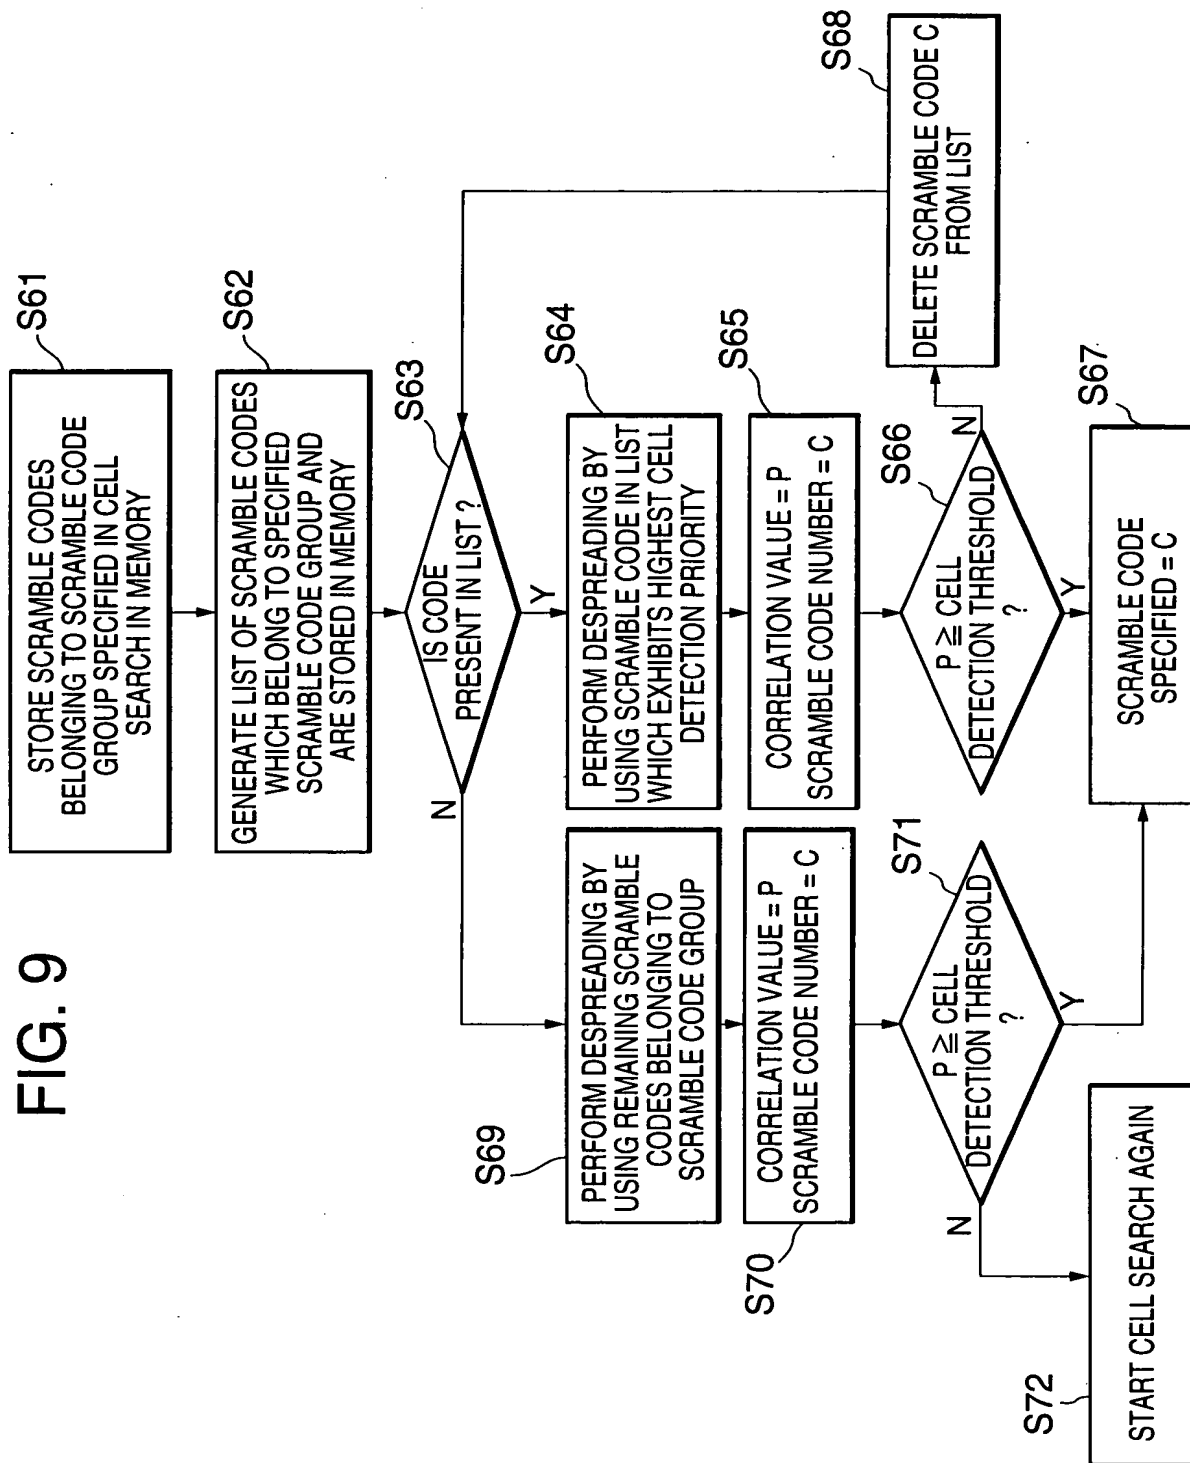 FIG. 9
S61
STORE SCRAMBLE CODES
BELONGING TO SCRAMBLE CODE
GROUP SPECIFIED IN CELL
SEARCH IN MEMORY
S62
GENERATE LIST OF SCRAMBLE CODES
WHICH BELONG TO SPECIFIED
SCRAMBLE CODE GROUP AND
ARE STORED IN MEMORY
S63
IS CODE
PRESENT IN LIST ?
N
Y
S64
PERFORM DESPREADING BY
USING SCRAMBLE CODE IN LIST
WHICH EXHIBITS HIGHEST CELL
DETECTION PRIORITY
S65
CORRELATION VALUE = P
SCRAMBLE CODE NUMBER = C
S66
P ≧ CELL
DETECTION THRESHOLD
?
N
Y
S67
SCRAMBLE CODE
SPECIFIED = C
S68
DELETE SCRAMBLE CODE C
FROM LIST
S69
PERFORM DESPREADING BY
USING REMAINING SCRAMBLE
CODES BELONGING TO
SCRAMBLE CODE GROUP
S70
CORRELATION VALUE = P
SCRAMBLE CODE NUMBER = C
S71
P ≧ CELL
DETECTION THRESHOLD
?
N
Y
S72
START CELL SEARCH AGAIN